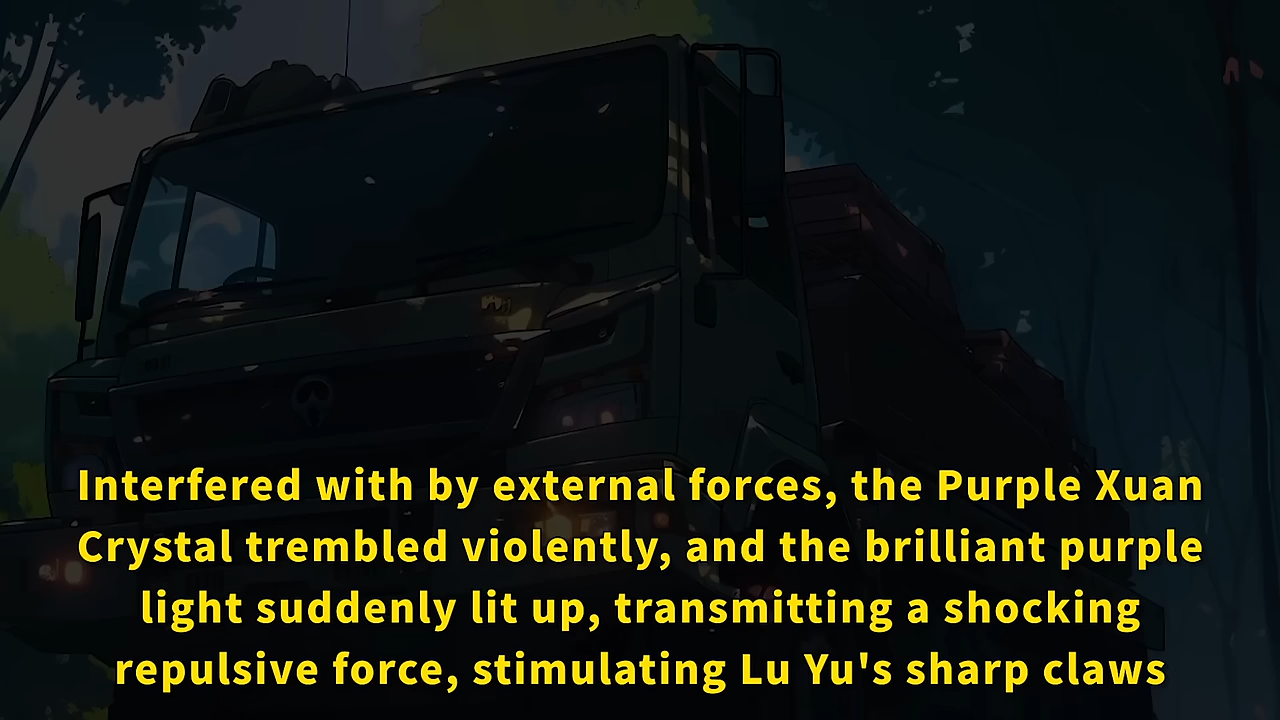 Interfered with by external forces, the Purple Xuan
Crystal trembled violently, and the brilliant purple
light suddenly lit up, transmitting a shocking
repulsive force, stimulating Lu Yu's sharp claws